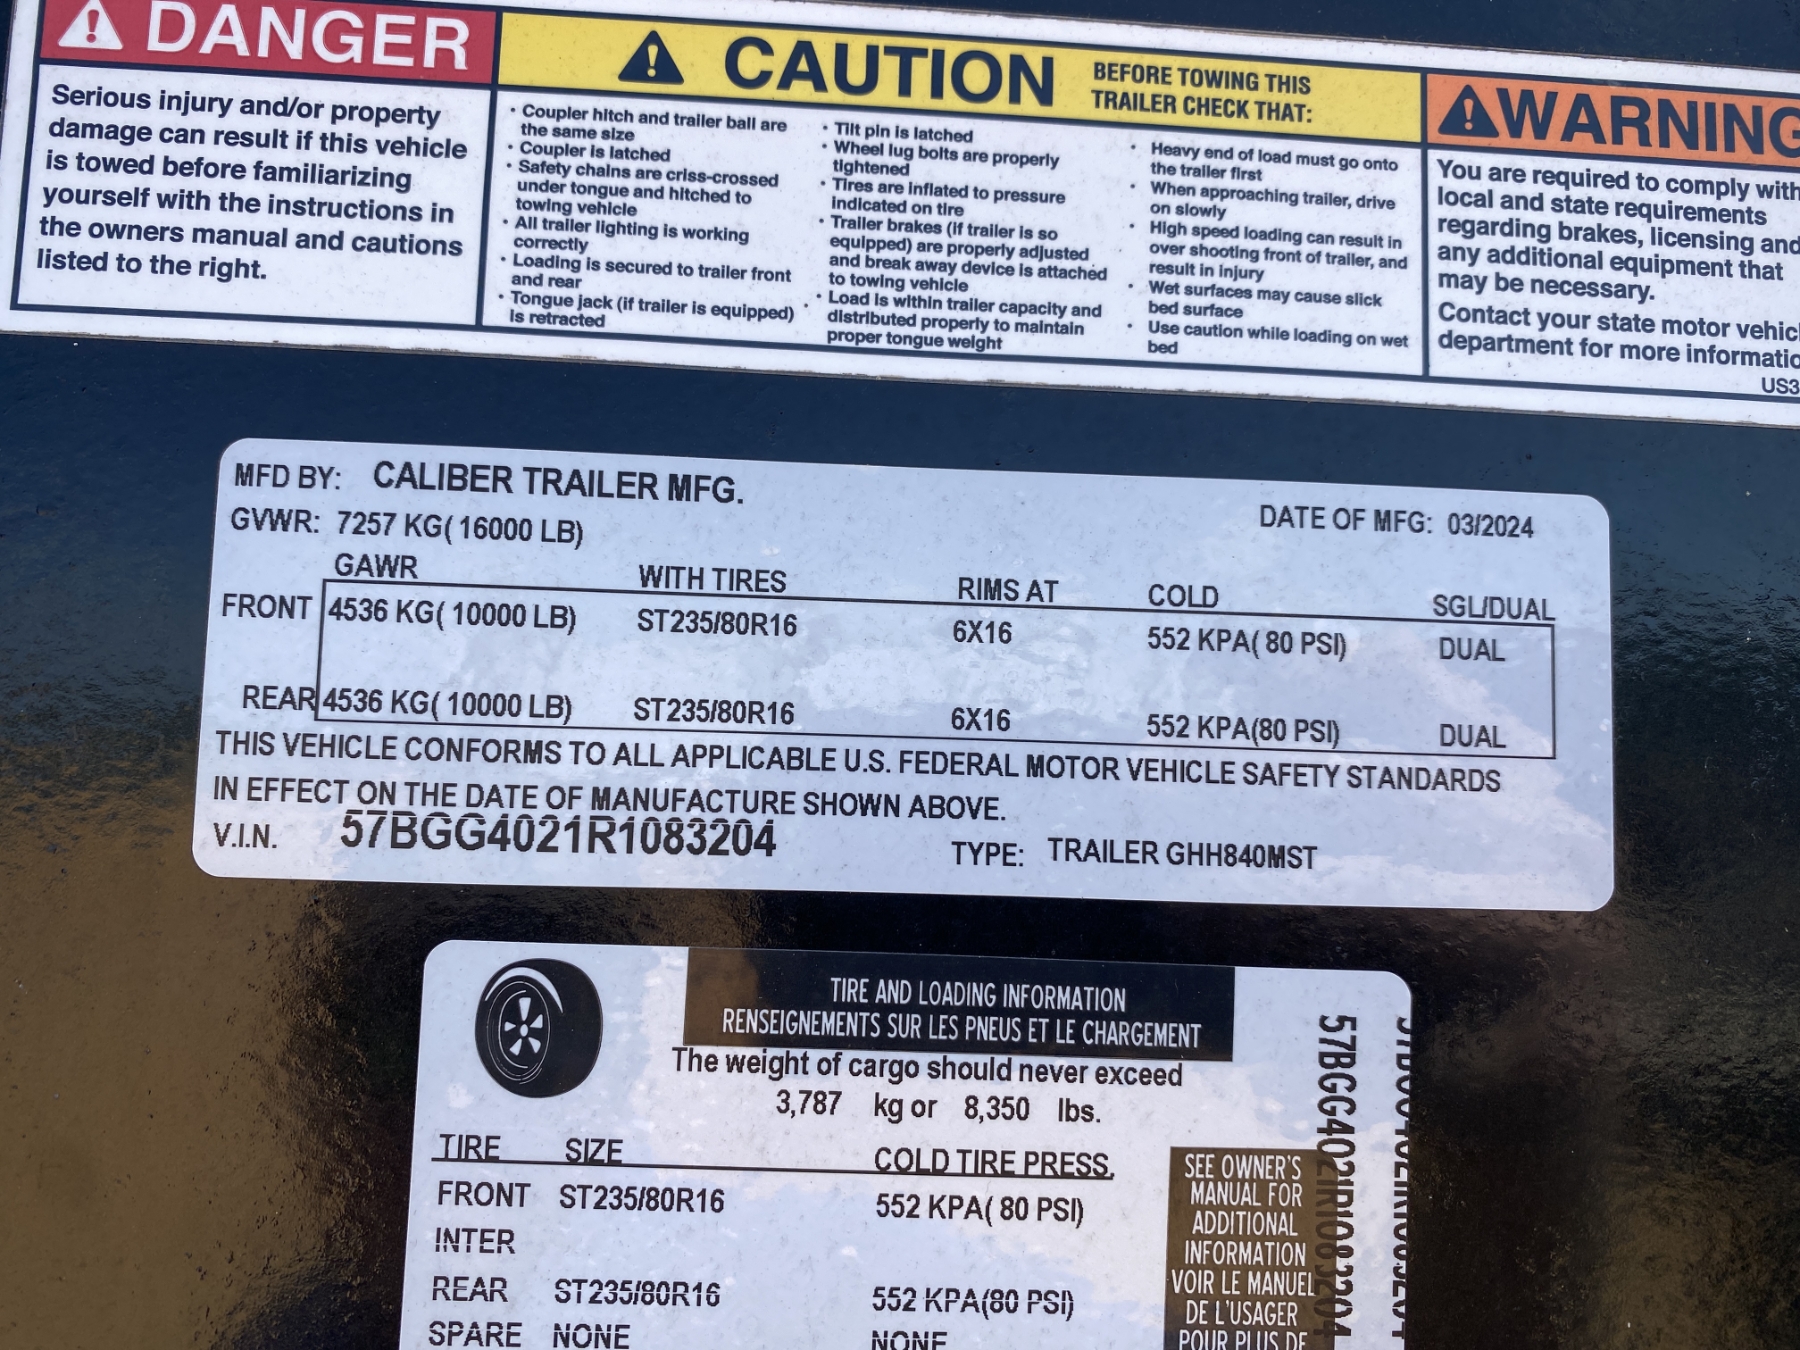 DANGER
Serious injury and/or property
damage can result if this vehicle
is towed before familiarizing
yourself with the instructions in
the owners manual and cautions
listed to the right.
CAUTION
BEFORE TOWING THIS
TRAILER CHECK THAT:
• Coupler hitch and trailer ball are
the same size
• Coupler is latched
• Safety chains are criss-crossed
under tongue and hitched to
towing vehicle
• All trailer lighting is working
correctly
• Loading is secured to trailer front
and rear
• Tongue jack (if trailer is equipped)
is retracted
• Tilt pin is latched
• Wheel lug bolts are properly
tightened
• Tires are inflated to pressure
indicated on tire
• Trailer brakes (if trailer is so
equipped) are properly adjusted
and break away device is attached
to towing vehicle
• Load is within trailer capacity and
distributed properly to maintain
proper tongue weight
• Heavy end of load must go onto
the trailer first
• When approaching trailer, drive
on slowly
• High speed loading can result in
over shooting front of trailer, and
result in injury
• Wet surfaces may cause slick
bed surface
• Use caution while loading on wet
bed
WARNING
You are required to comply with
local and state requirements
regarding brakes, licensing and
any additional equipment that
may be necessary.
Contact your state motor vehic
department for more informatio
US3
MFD BY: CALIBER TRAILER MFG.
DATE OF MFG: 03/2024
GVWR: 7257 KG( 16000 LB)
GAWR WITH TIRES RIMS AT COLD SGL/DUAL
FRONT 4536 KG( 10000 LB) ST235/80R16 6X16 552 KPA( 80 PSI) DUAL
REAR 4536 KG( 10000 LB) ST235/80R16 6X16 552 KPA(80 PSI) DUAL
THIS VEHICLE CONFORMS TO ALL APPLICABLE U.S. FEDERAL MOTOR VEHICLE SAFETY STANDARDS
IN EFFECT ON THE DATE OF MANUFACTURE SHOWN ABOVE.
V.I.N. 57BGG4021R1083204 TYPE: TRAILER GHH840MST
TIRE AND LOADING INFORMATION
RENSEIGNEMENTS SUR LES PNEUS ET LE CHARGEMENT
The weight of cargo should never exceed
3,787 kg or 8,350 lbs.
TIRE SIZE COLD TIRE PRESS.
FRONT ST235/80R16 552 KPA( 80 PSI)
INTER
REAR ST235/80R16 552 KPA(80 PSI)
SPARE NONE NONE
SEE OWNER'S
MANUAL FOR
ADDITIONAL
INFORMATION
VOIR LE MANUEL
DE L'USAGER
POUR PLUS DE
57BGG4021R1083204